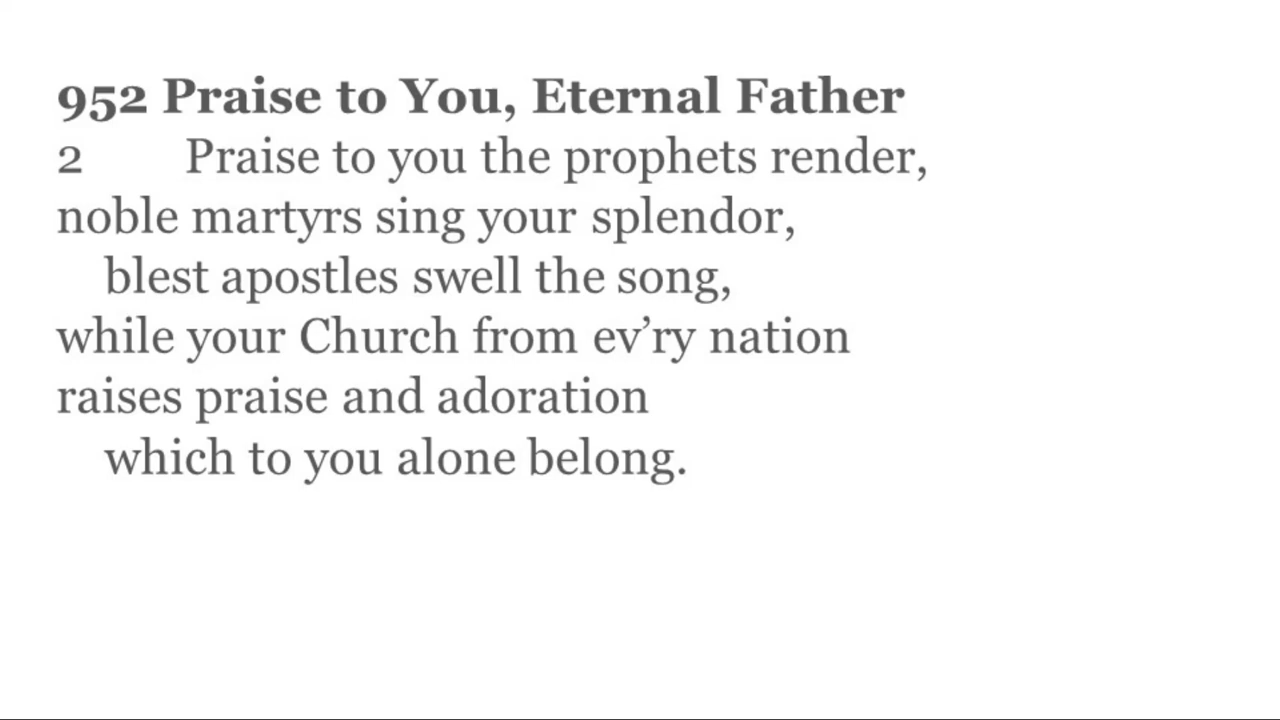 952 Praise to You, Eternal Father
2 Praise to you the prophets render,
noble martyrs sing your splendor,
blest apostles swell the song,
while your Church from ev’ry nation
raises praise and adoration
which to you alone belong.